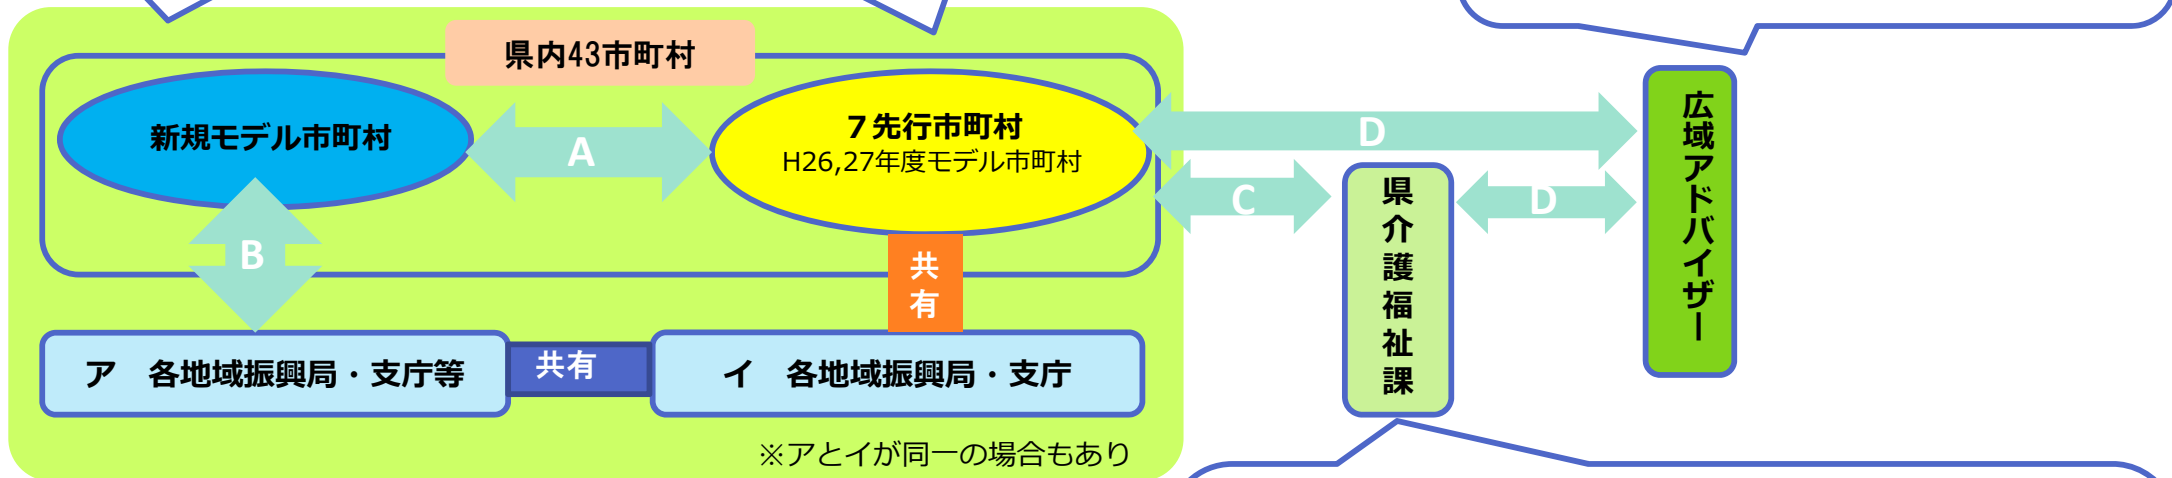 県内43市町村
新規モデル市町村
A
７先行市町村
H26,27年度モデル市町村
D
広域アドバイザー
C
県介護福祉課
D
B
共有
ア　各地域振興局・支庁等
共有
イ　各地域振興局・支庁
※アとイが同一の場合もあり